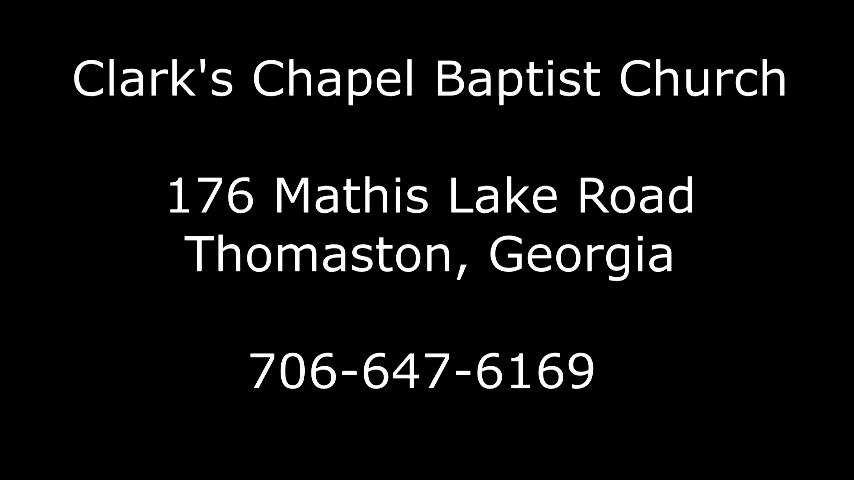 Clark's Chapel Baptist Church
176 Mathis Lake Road
Thomaston, Georgia
706-647-6169